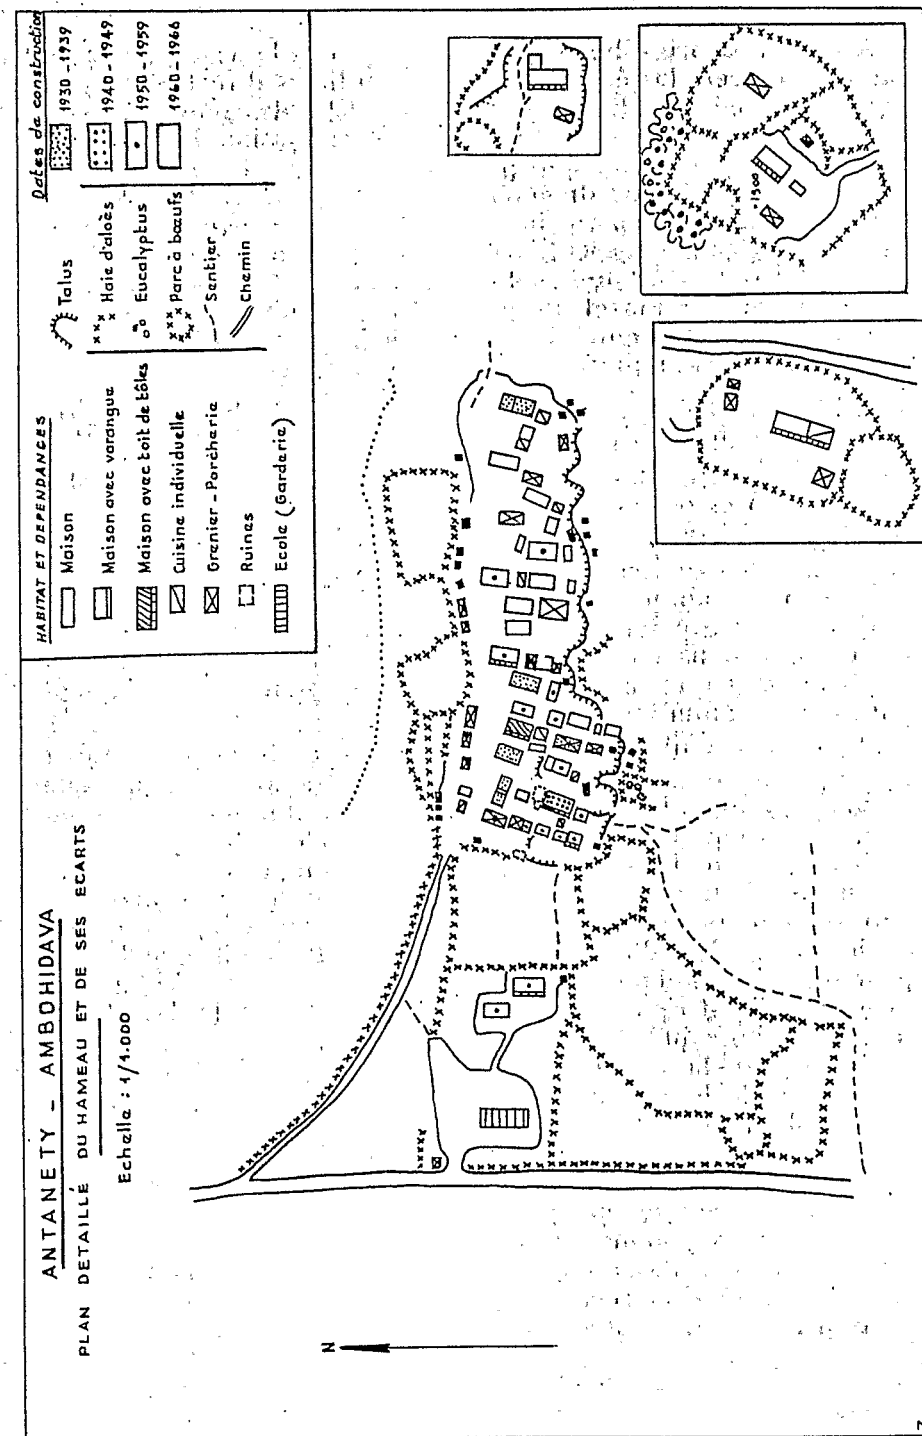 ANTANETY _ AMBOHIDAVA
PLAN DETAILLÉ DU HAMEAU ET DE SES ECARTS
Echelle : 1/1.000
HABITAT ET DEPENDANCES
Maison
Maison avec varangue
Maison avec toit de tôles
Cuisine individuelle
Grenier - Porcherie
Ruines
Ecole (Garderie)
Talus
Haie d'aloès
Eucalyptus
Parc à bœufs
Sentier
Chemin
Dates de construction
1930 - 1939
1940 - 1949
1950 - 1959
1960 - 1966
N